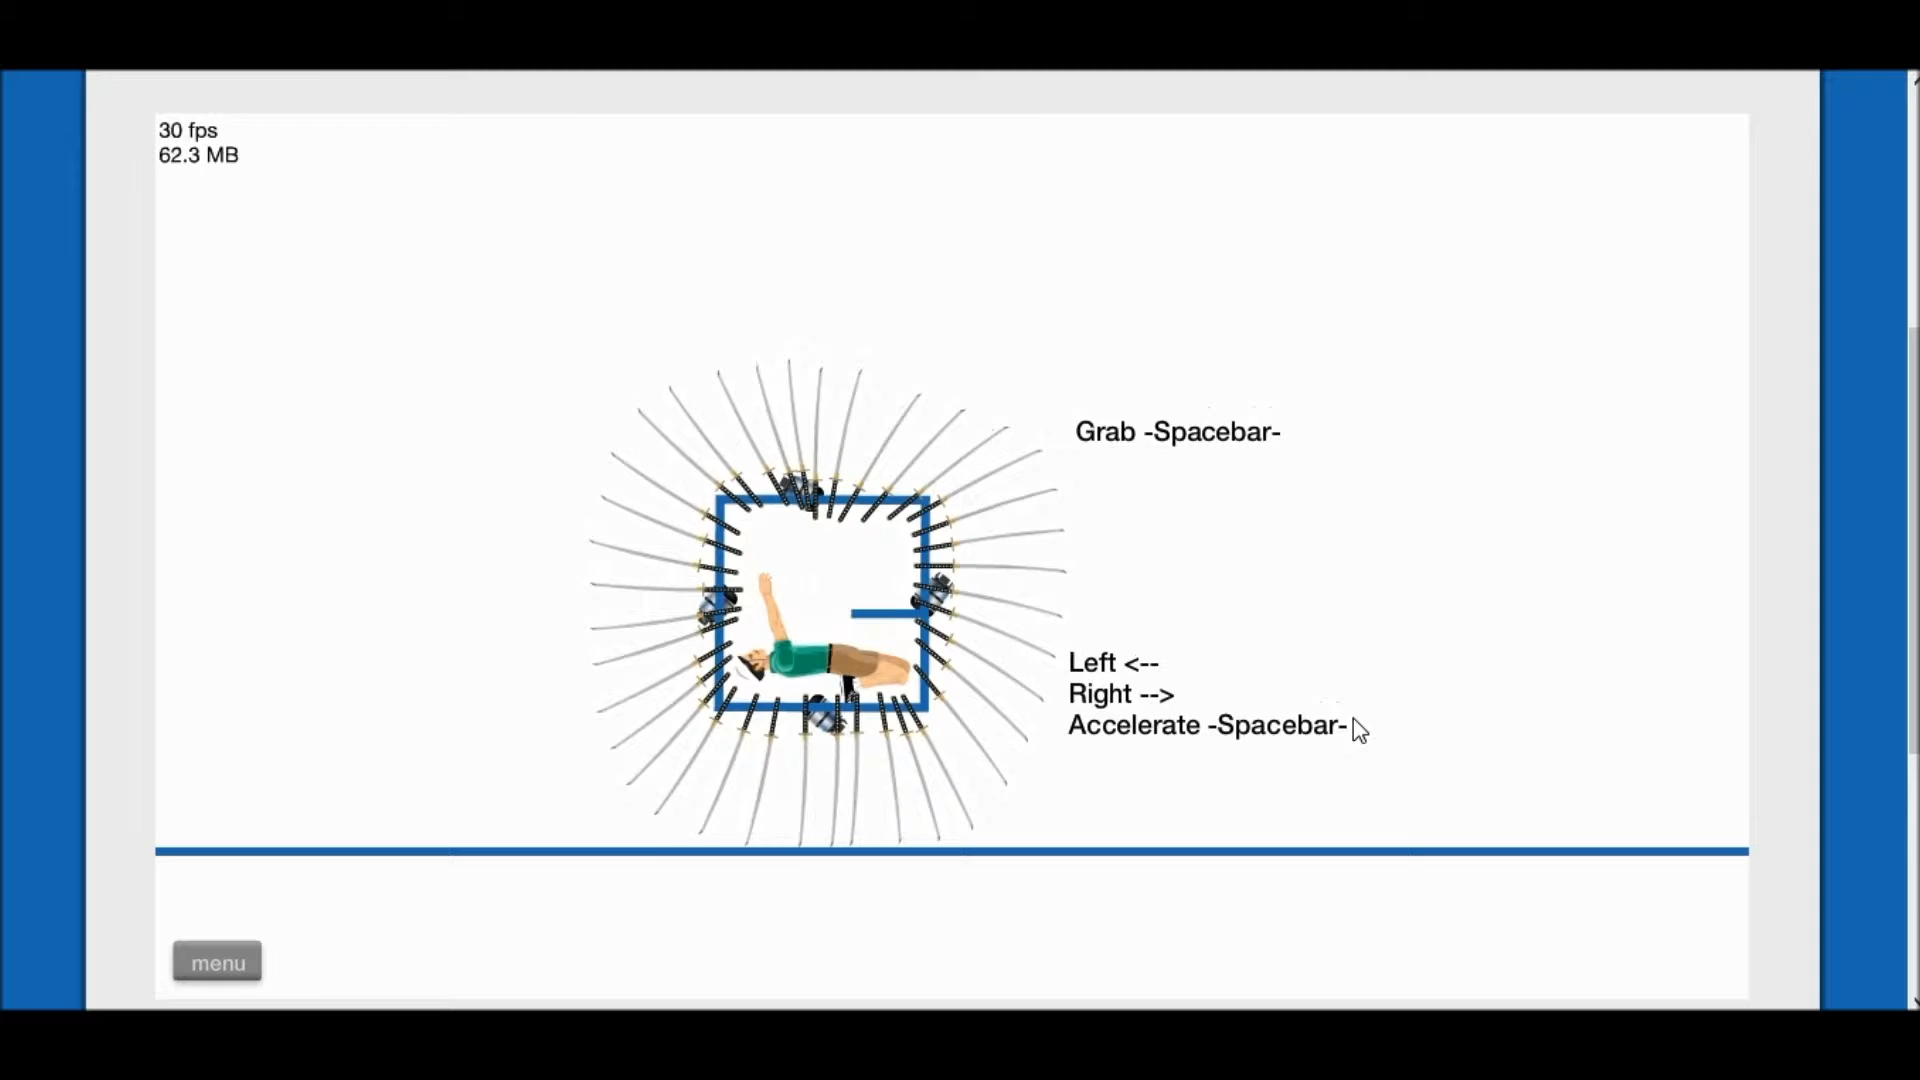 30 fps
62.3 MB
Grab -Spacebar-
Left <--
Right -->
Accelerate -Spacebar-
menu